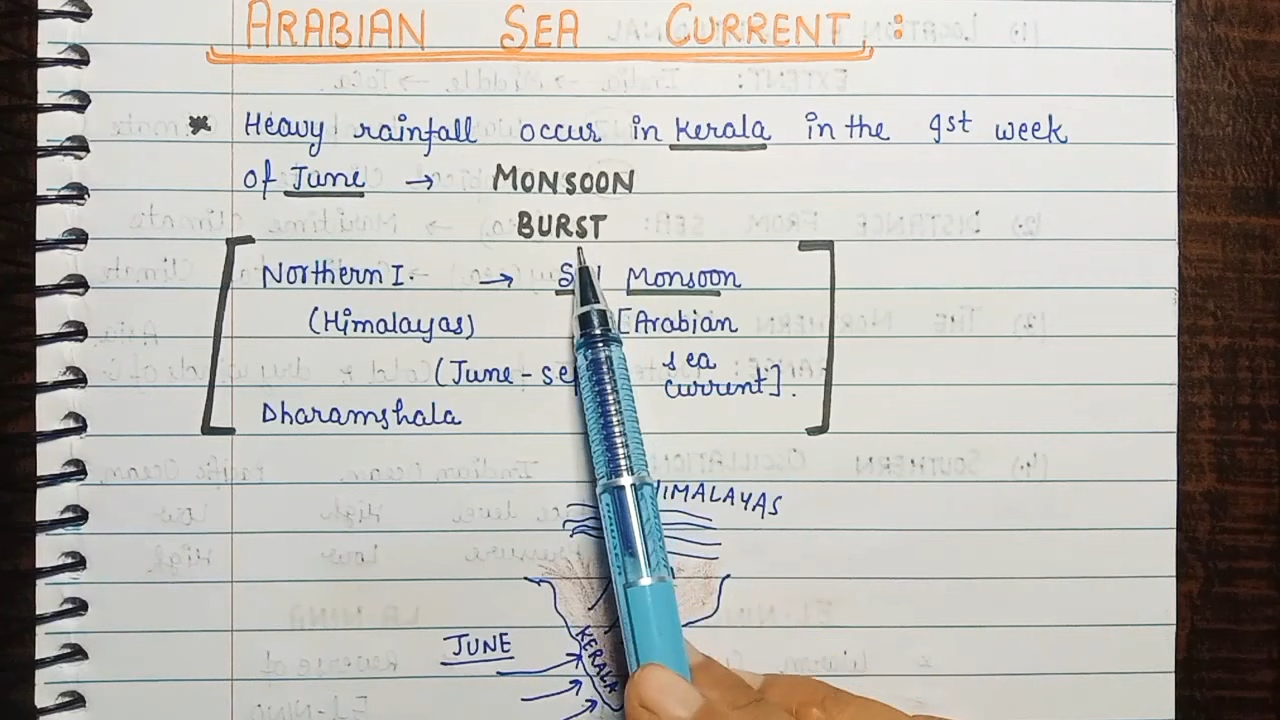 ARABIAN SEA CURRENT:
* Heavy rainfall occur in Kerala in the 1st week
of June → MONSOON
BURST
Northern I. → Monsoon
(Himalayas) [Arabian
(June - sea
current].
Dharamshala
HIMALAYAS
JUNE
KERALA